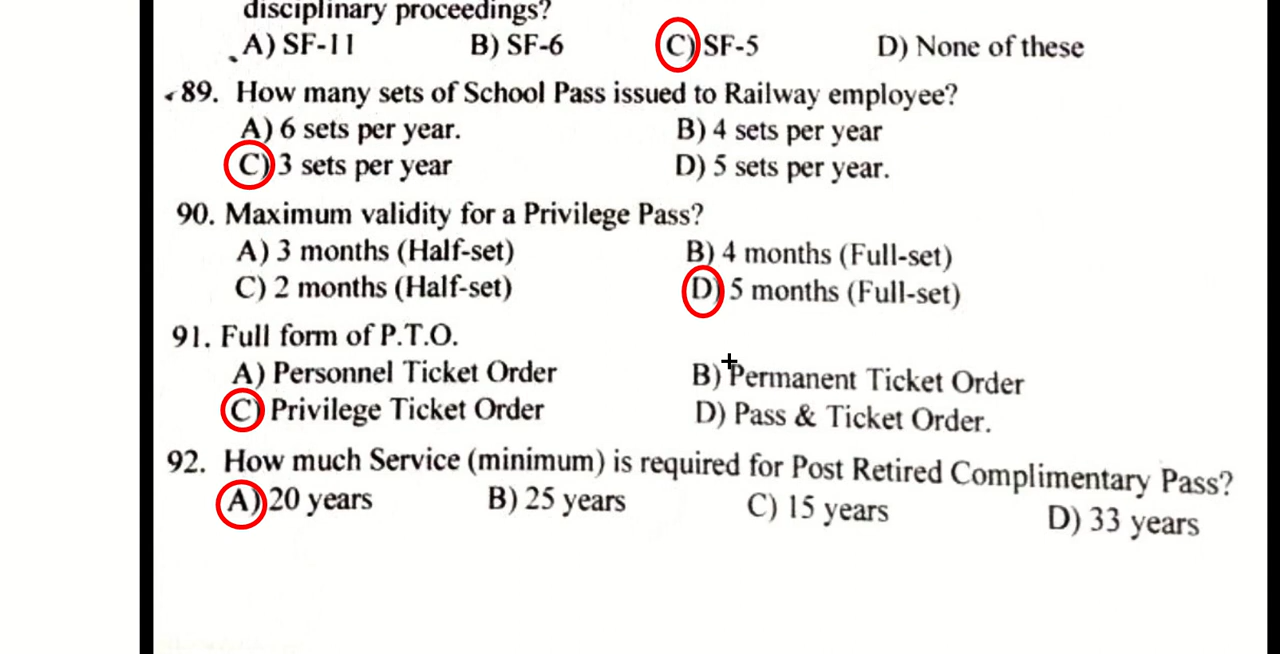 disciplinary proceedings?
A) SF-11 B) SF-6 C) SF-5 D) None of these
89. How many sets of School Pass issued to Railway employee?
A) 6 sets per year. B) 4 sets per year
C) 3 sets per year D) 5 sets per year.
90. Maximum validity for a Privilege Pass?
A) 3 months (Half-set) B) 4 months (Full-set)
C) 2 months (Half-set) D) 5 months (Full-set)
91. Full form of P.T.O.
A) Personnel Ticket Order B) Permanent Ticket Order
C) Privilege Ticket Order D) Pass & Ticket Order.
92. How much Service (minimum) is required for Post Retired Complimentary Pass?
A) 20 years B) 25 years C) 15 years D) 33 years